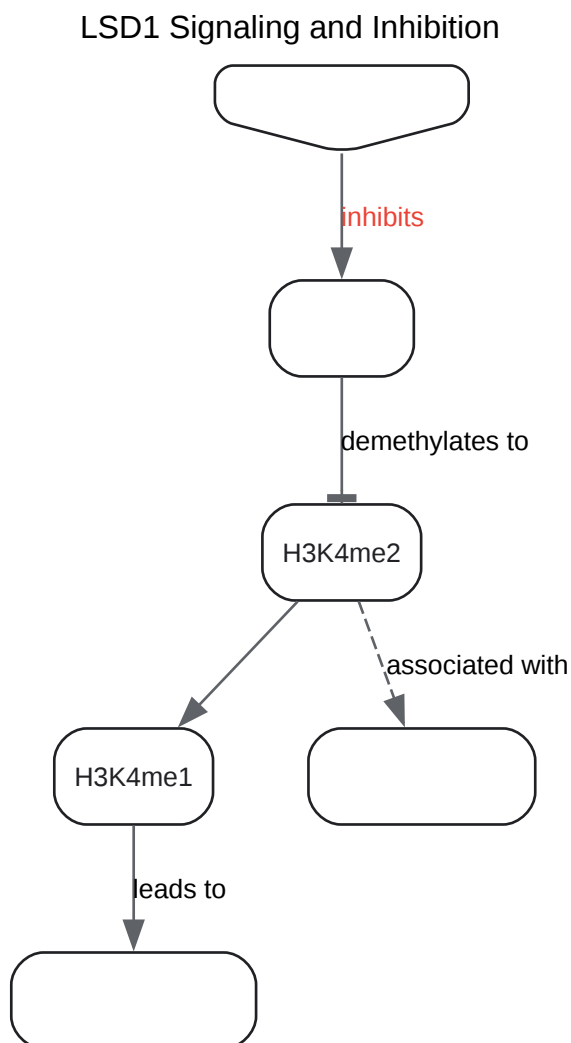 LSD1 Signaling and Inhibition
inhibits
demethylates to
H3K4me2
associated with
H3K4me1
leads to